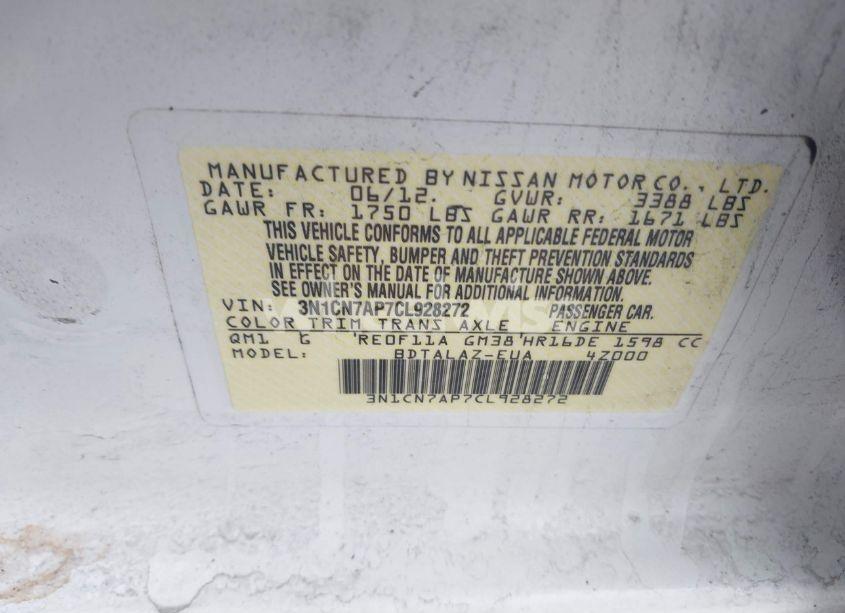 MANUFACTURED BY NISSAN MOTOR CO., LTD.
DATE: 06/12. GVWR: 3388 LBS
GAWR FR: 1750 LBS GAWR RR: 1671 LBS
THIS VEHICLE CONFORMS TO ALL APPLICABLE FEDERAL MOTOR
VEHICLE SAFETY, BUMPER AND THEFT PREVENTION STANDARDS
IN EFFECT ON THE DATE OF MANUFACTURE SHOWN ABOVE.
SEE OWNER'S MANUAL FOR ADDITIONAL INFORMATION.
VIN: 3N1CN7AP7CL928272 PASSENGER CAR.
COLOR TRIM TRANS AXLE ENGINE
QM1 G RE0F11A GM38 HR16DE 1598 CC
MODEL: BDTALAZ-EUA 4Z000
3N1CN7AP7CL928272